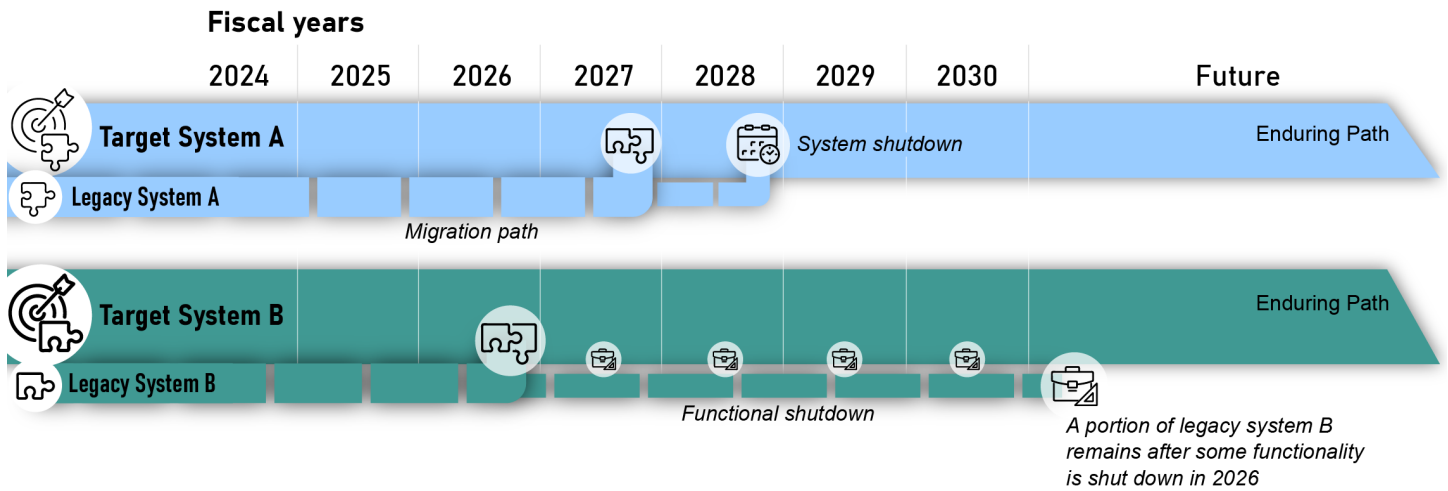 Fiscal years
2024 2025 2026 2027 2028 2029 2030 Future
Target System A
System shutdown
Enduring Path
Legacy System A
Migration path
Target System B
Enduring Path
Legacy System B
Functional shutdown
A portion of legacy system B
remains after some functionality
is shut down in 2026